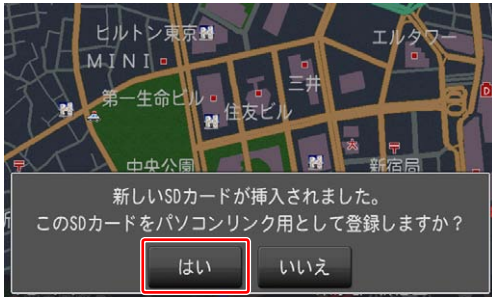 ヒルトン東京
エルタワー
MINI
三井
第一生命ビル
住友ビル
中央公園
新宿局
新しいSDカードが挿入されました。
このSDカードをパソコンリンク用として登録しますか？
はい
いいえ